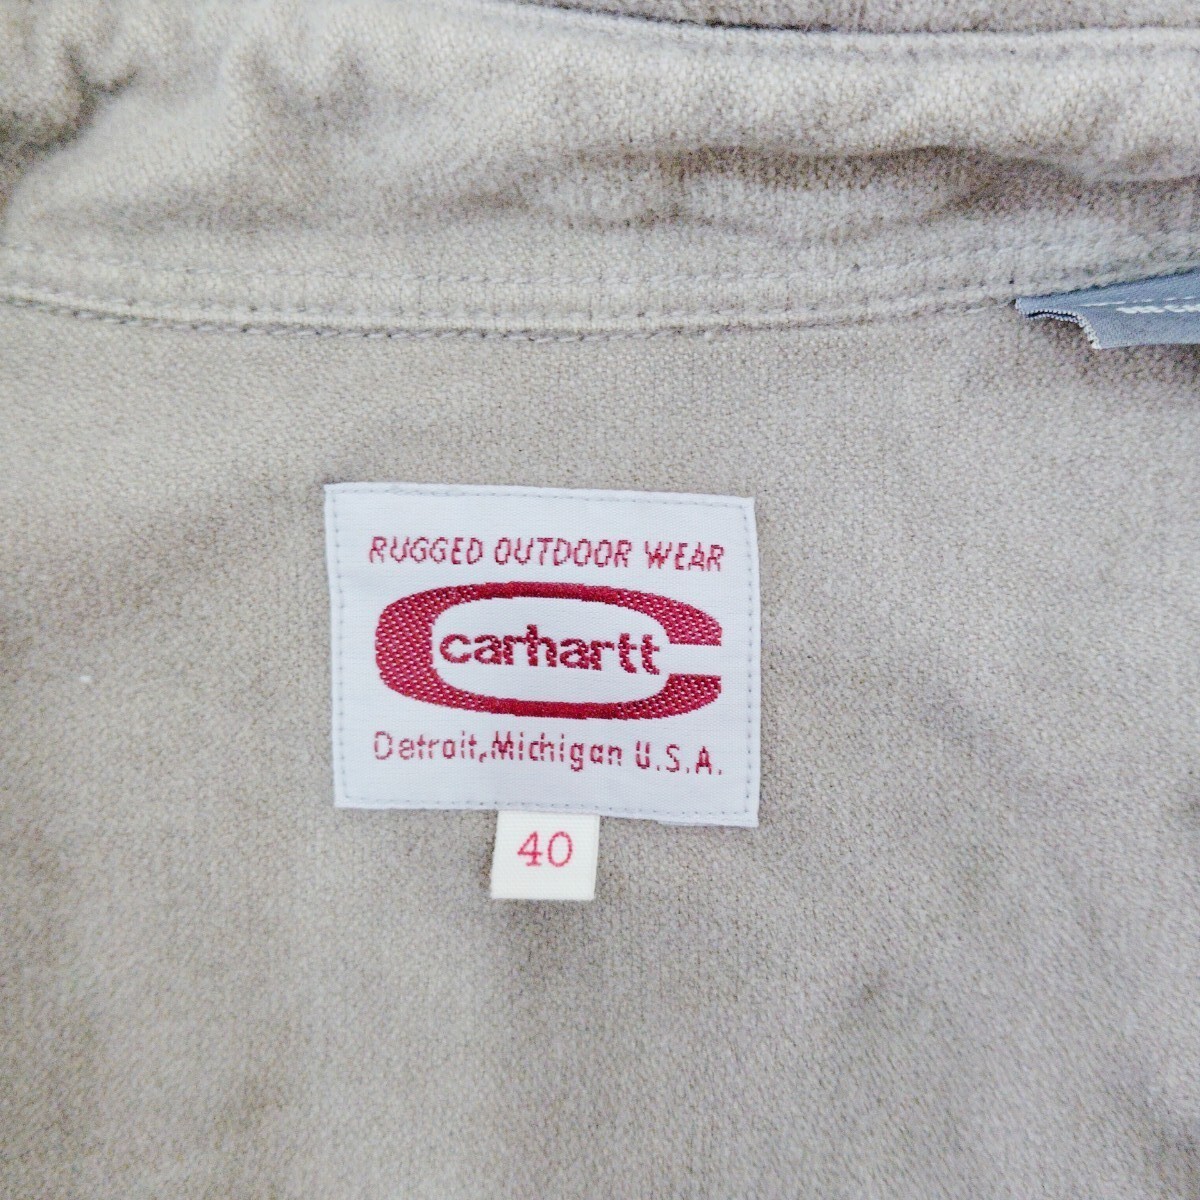 RUGGED OUTDOOR WEAR
carhartt
Detroit, Michigan U.S.A.
40